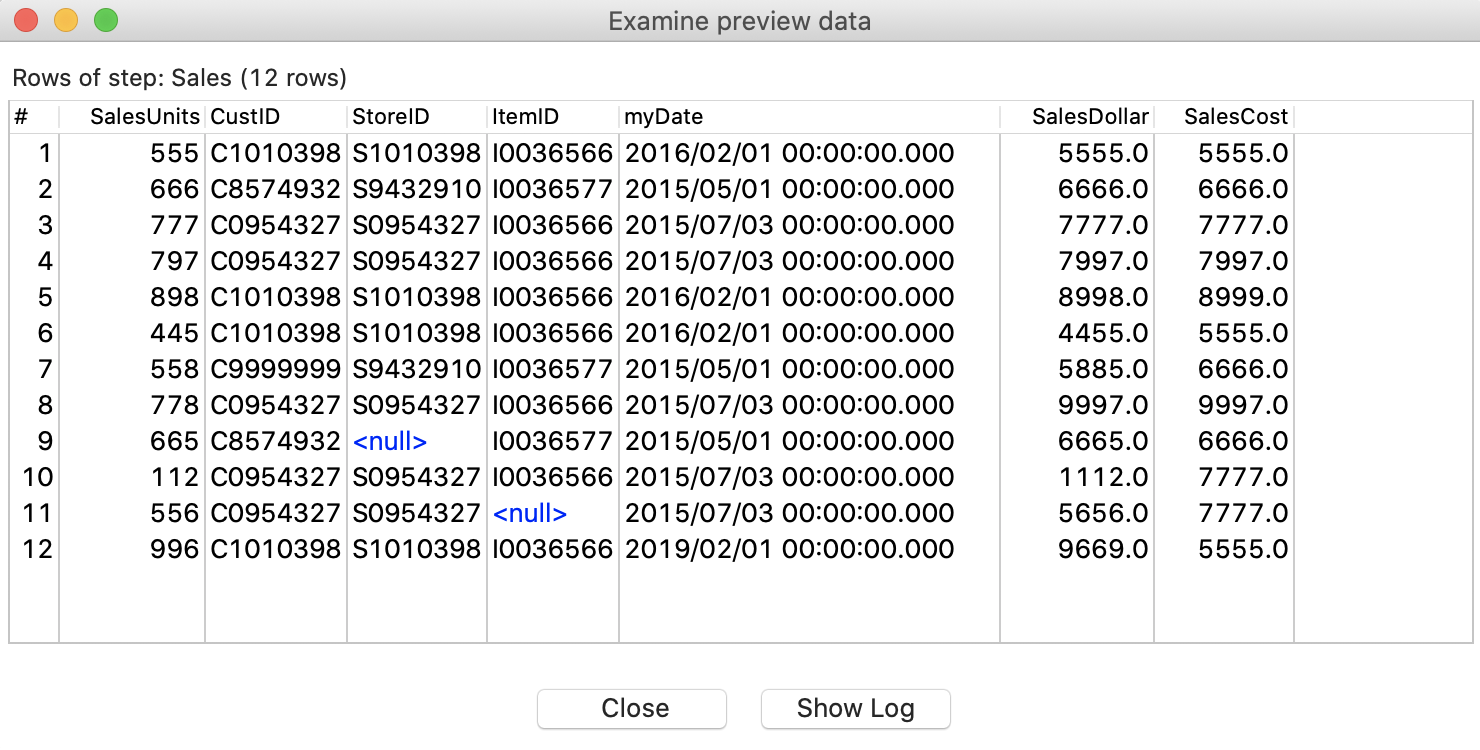 Examine preview data
Rows of step: Sales (12 rows)
# SalesUnits CustID StoreID ItemID myDate SalesDollar SalesCost
1 555 C1010398 S1010398 I0036566 2016/02/01 00:00:00.000 5555.0 5555.0
2 666 C8574932 S9432910 I0036577 2015/05/01 00:00:00.000 6666.0 6666.0
3 777 C0954327 S0954327 I0036566 2015/07/03 00:00:00.000 7777.0 7777.0
4 797 C0954327 S0954327 I0036566 2015/07/03 00:00:00.000 7997.0 7997.0
5 898 C1010398 S1010398 I0036566 2016/02/01 00:00:00.000 8998.0 8999.0
6 445 C1010398 S1010398 I0036566 2016/02/01 00:00:00.000 4455.0 5555.0
7 558 C9999999 S9432910 I0036577 2015/05/01 00:00:00.000 5885.0 6666.0
8 778 C0954327 S0954327 I0036566 2015/07/03 00:00:00.000 9997.0 9997.0
9 665 C8574932 <null> I0036577 2015/05/01 00:00:00.000 6665.0 6666.0
10 112 C0954327 S0954327 I0036566 2015/07/03 00:00:00.000 1112.0 7777.0
11 556 C0954327 S0954327 <null> 2015/07/03 00:00:00.000 5656.0 7777.0
12 996 C1010398 S1010398 I0036566 2019/02/01 00:00:00.000 9669.0 5555.0
Close Show Log